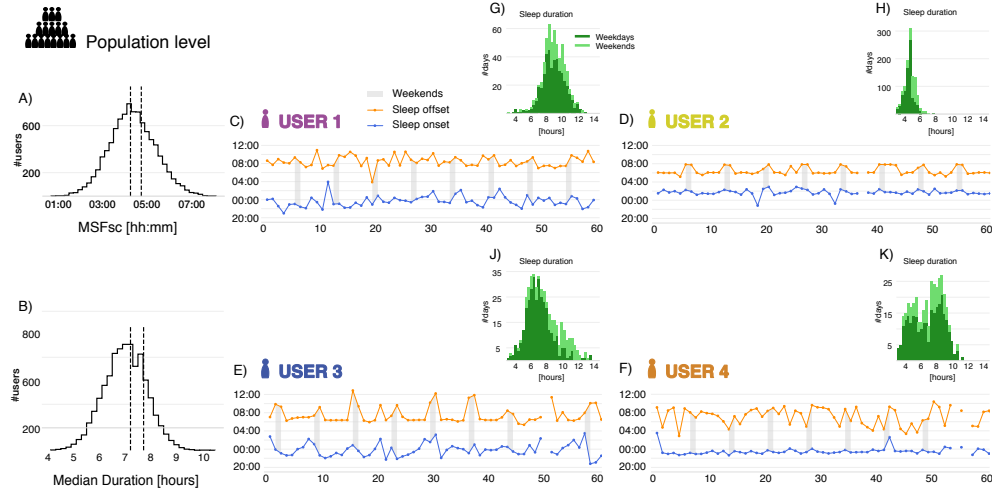 Population level
A)
#users
600
200
01:00 03:00 05:00 07:00
MSFsc [hh:mm]
B)
#users
800
600
200
4 5 6 7 8 9 10
Median Duration [hours]
G)
Sleep duration
#days
60
40
20
4 6 8 10 12 14
[hours]
Weekdays
Weekends
H)
Sleep duration
#days
300
200
100
4 6 8 10 12 14
[hours]
Weekends
Sleep offset
Sleep onset
C)
USER 1
12:00
08:00
04:00
00:00
20:00
0 10 20 30 40 50 60
D)
USER 2
12:00
08:00
04:00
00:00
20:00
0 10 20 30 40 50 60
J)
Sleep duration
#days
35
25
15
5
4 6 8 10 12 14
[hours]
K)
Sleep duration
#days
25
15
5
4 6 8 10 12 14
[hours]
E)
USER 3
12:00
08:00
04:00
00:00
20:00
0 10 20 30 40 50 60
F)
USER 4
12:00
08:00
04:00
00:00
20:00
0 10 20 30 40 50 60